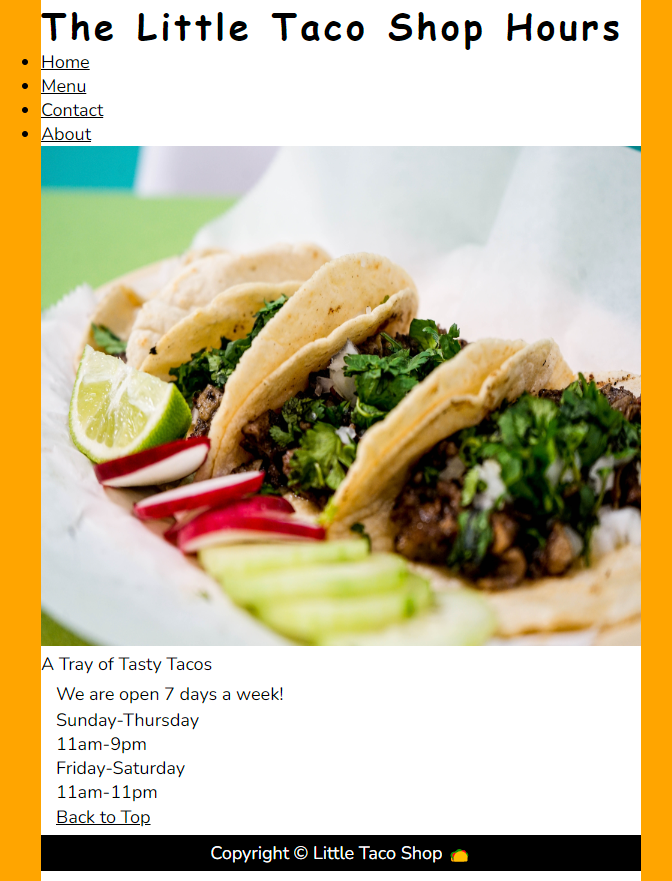 The Little Taco Shop Hours
Home
Menu
Contact
About
A Tray of Tasty Tacos
We are open 7 days a week!
Sunday-Thursday
11am-9pm
Friday-Saturday
11am-11pm
Back to Top
Copyright © Little Taco Shop 🌮